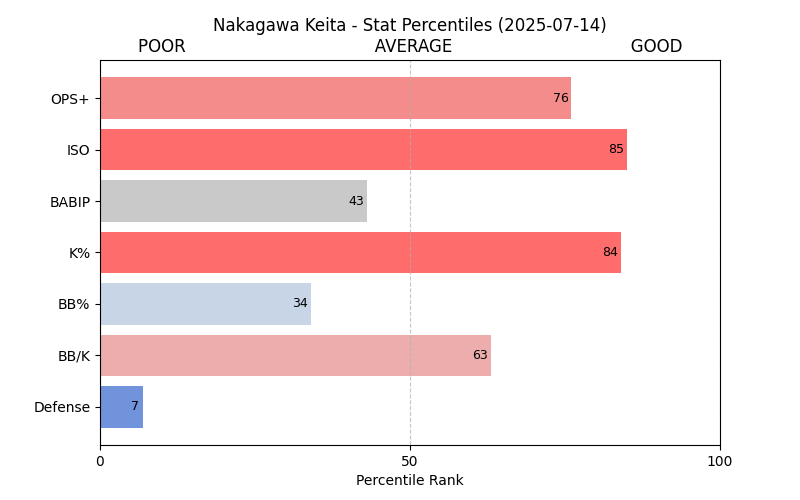 Nakagawa Keita - Stat Percentiles (2025-07-14)
POOR AVERAGE GOOD
OPS+ 76
ISO 85
BABIP 43
K% 84
BB% 34
BB/K 63
Defense 7
0 50 100
Percentile Rank